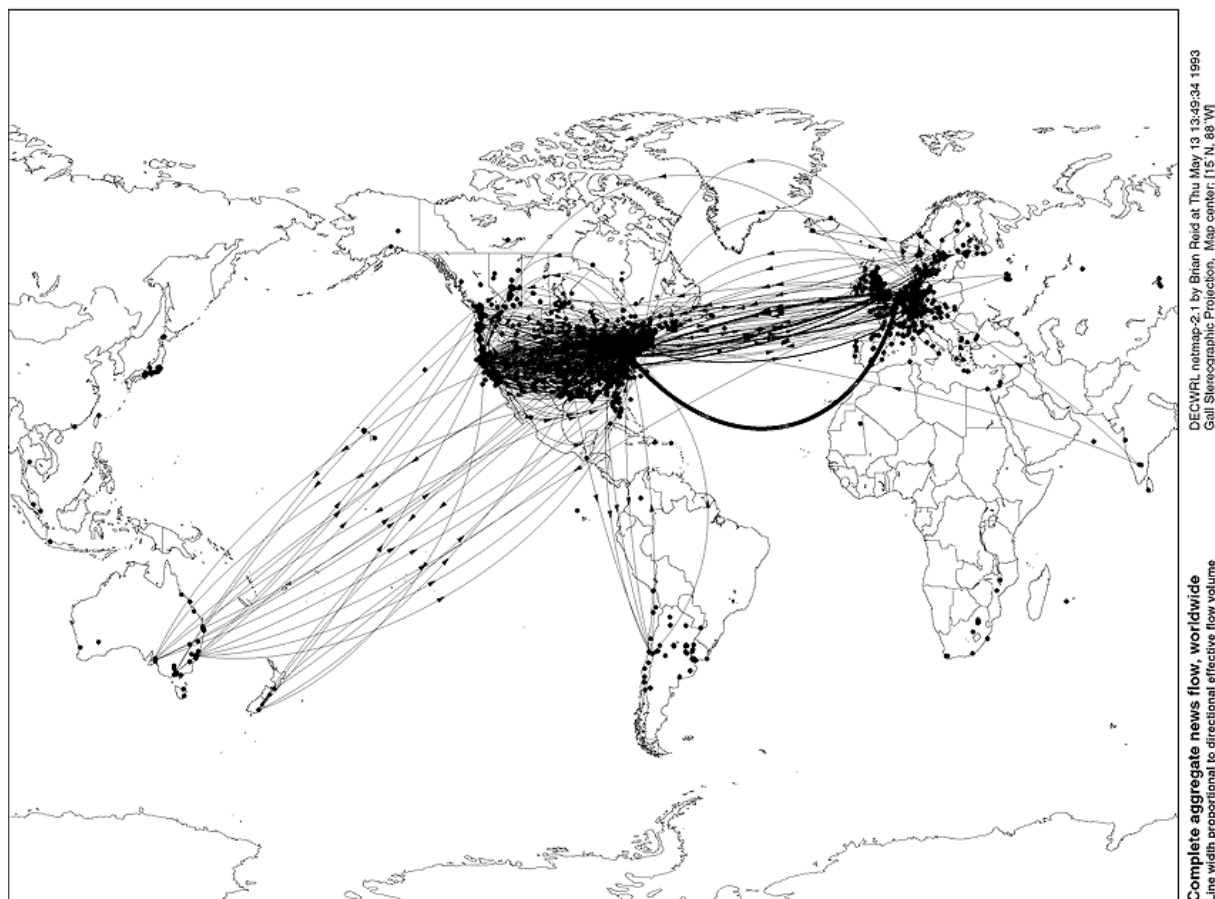 Complete aggregate news flow, worldwide
Line width proportional to directional effective flow volume
DECWRL netmap-2.1 by Brian Reid at Thu May 13 13:49:34 1993
Gall Stereographic Projection, Map center: [15°N, 88°W]